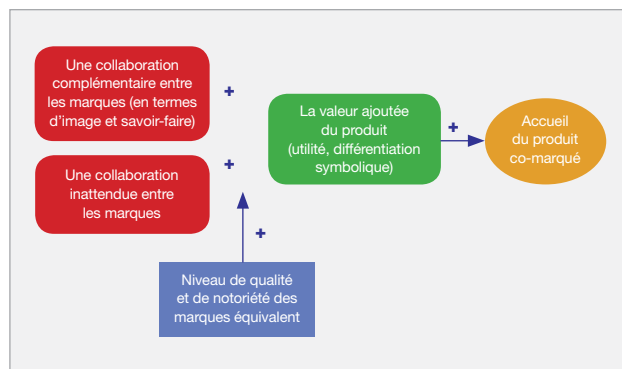 Une collaboration
complémentaire entre
les marques (en termes
d'image et savoir-faire)
+
Une collaboration
inattendue entre
les marques
+
+
Niveau de qualité
et de notoriété des
marques équivalent
La valeur ajoutée
du produit
(utilité, différentiation
symbolique)
+
Accueil
du produit
co-marqué